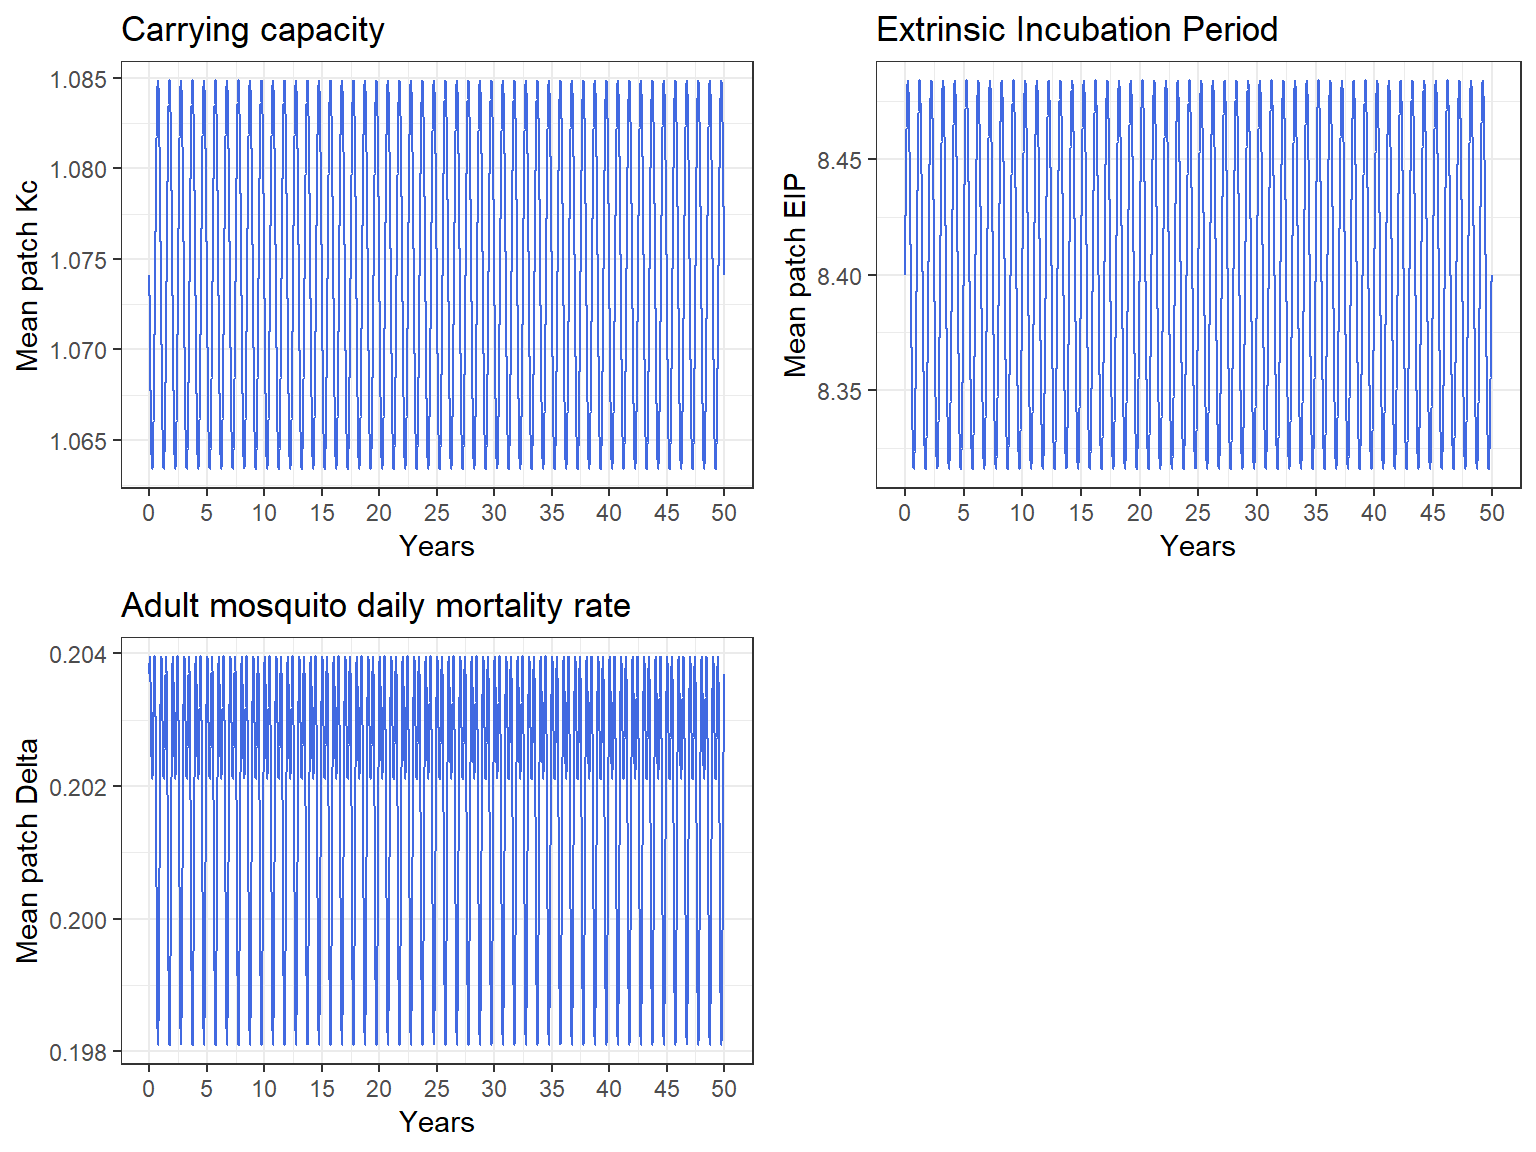 Carrying capacity
Mean patch Kc
1.085
1.080
1.075
1.070
1.065
0 5 10 15 20 25 30 35 40 45 50
Years
Extrinsic Incubation Period
Mean patch EIP
8.45
8.40
8.35
0 5 10 15 20 25 30 35 40 45 50
Years
Adult mosquito daily mortality rate
Mean patch Delta
0.204
0.202
0.200
0.198
0 5 10 15 20 25 30 35 40 45 50
Years